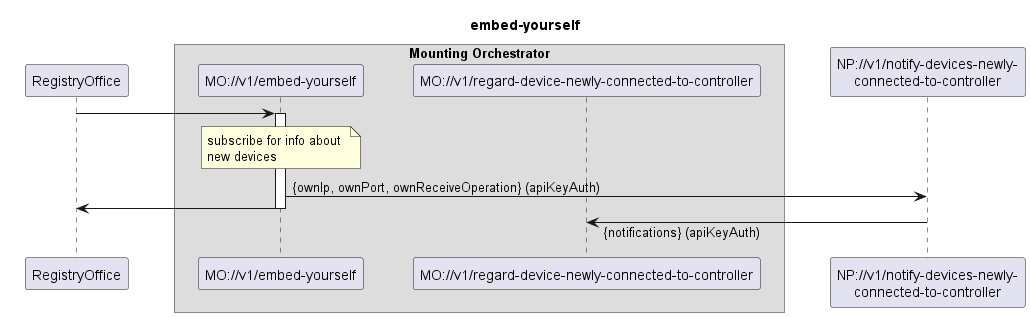 embed-yourself
Mounting Orchestrator
RegistryOffice
MO://v1/embed-yourself
MO://v1/regard-device-newly-connected-to-controller
NP://v1/notify-devices-newly-
connected-to-controller
subscribe for info about
new devices
{ownIp, ownPort, ownReceiveOperation} (apiKeyAuth)
{notifications} (apiKeyAuth)
RegistryOffice
MO://v1/embed-yourself
MO://v1/regard-device-newly-connected-to-controller
NP://v1/notify-devices-newly-
connected-to-controller